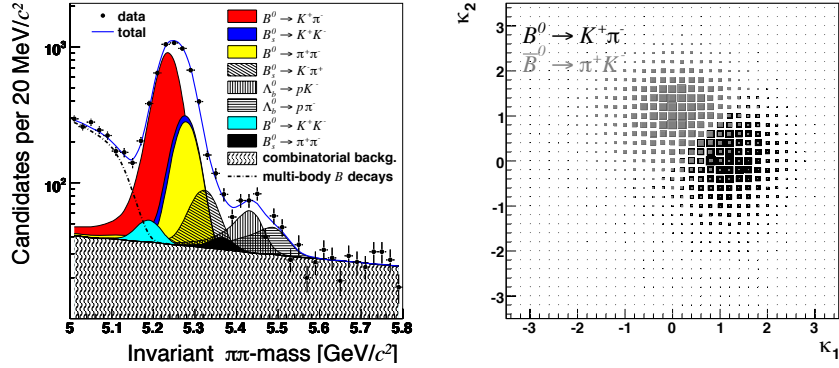 Candidates per 20 MeV/c²
10³
10²
data
total
B⁰ → K⁺π⁻
B⁰ₛ → K⁺K⁻
B⁰ → π⁺π⁻
B⁰ₛ → K⁻π⁺
Λ⁰_b → pK⁻
Λ⁰_b → pπ⁻
B⁰ → K⁺K⁻
B⁰ₛ → π⁺π⁻
combinatorial backg.
multi-body B decays
5 5.1 5.2 5.3 5.4 5.5 5.6 5.7 5.8
Invariant ππ-mass [GeV/c²]
κ₂
B⁰ → K⁺π⁻
B̅⁰ → π⁺K⁻
3
2
1
0
-1
-2
-3
-3 -2 -1 0 1 2 3
κ₁